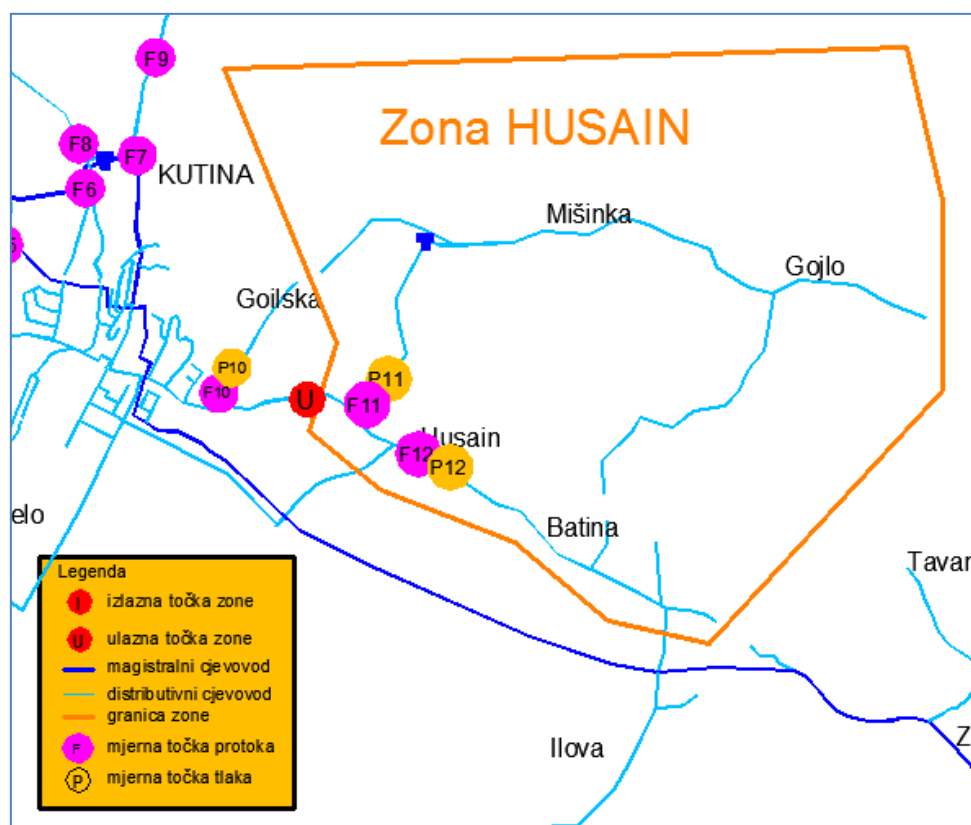 F9
Zona HUSAIN
F8
F7
KUTINA
F6
5
Mišinka
Gojlo
Goilska
P10
F10
U
P11
F11
Husain
F12
P12
Batina
elo
Tavar
Ilova
Z
Legenda
I izlazna točka zone
U ulazna točka zone
magistralni cjevovod
distributivni cjevovod
granica zone
F mjerna točka protoka
P mjerna točka tlaka